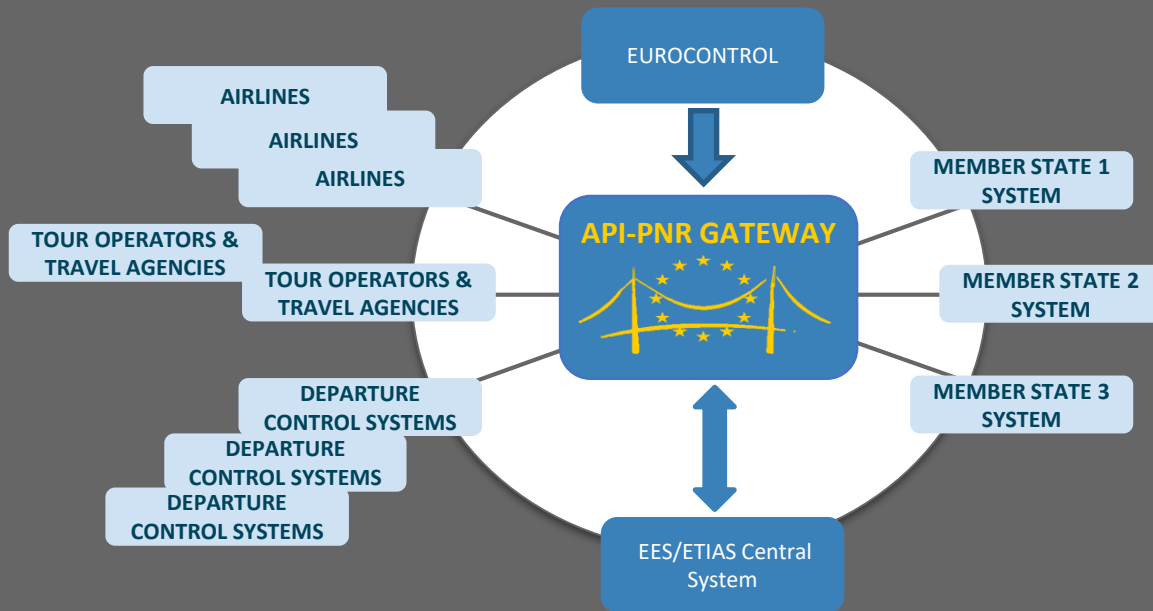 EUROCONTROL
AIRLINES
AIRLINES
AIRLINES
TOUR OPERATORS &
TRAVEL AGENCIES
TOUR OPERATORS &
TRAVEL AGENCIES
DEPARTURE
CONTROL SYSTEMS
DEPARTURE
CONTROL SYSTEMS
DEPARTURE
CONTROL SYSTEMS
API-PNR GATEWAY
MEMBER STATE 1
SYSTEM
MEMBER STATE 2
SYSTEM
MEMBER STATE 3
SYSTEM
EES/ETIAS Central
System